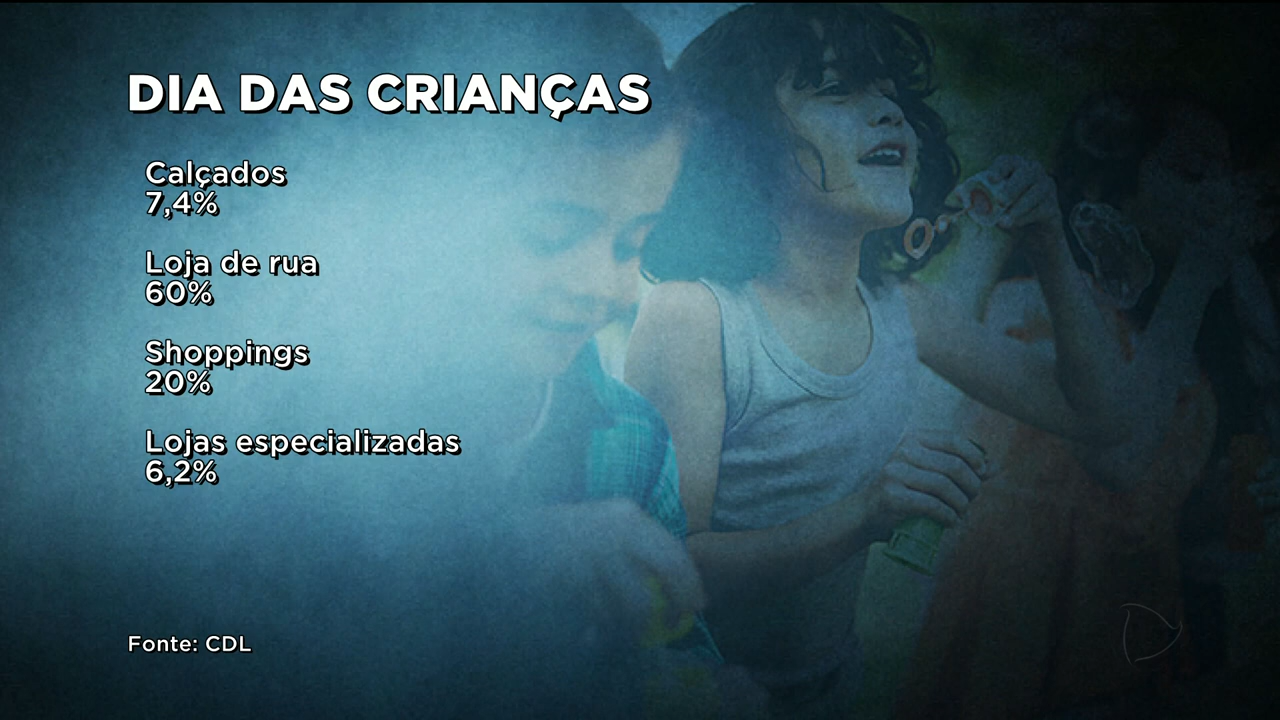 DIA DAS CRIANÇAS
Calçados
7,4%
Loja de rua
60%
Shoppings
20%
Lojas especializadas
6,2%
Fonte: CDL